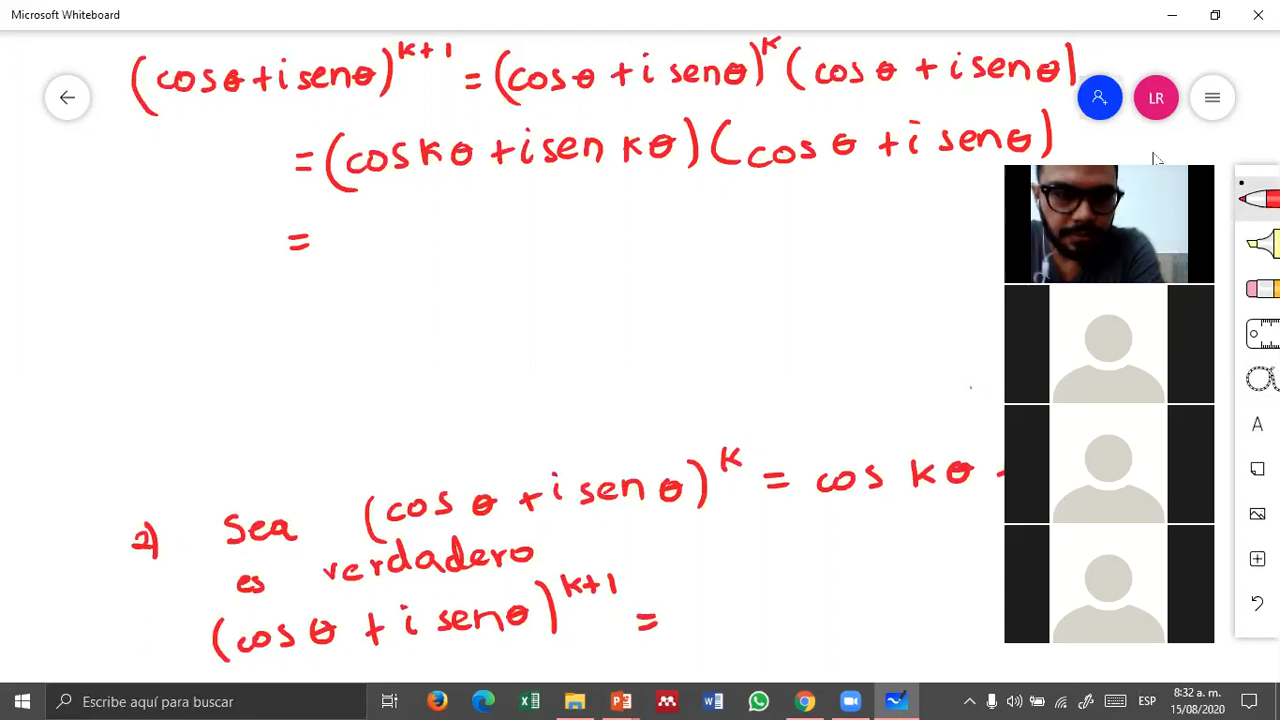 Microsoft Whiteboard
(cosθ+i senθ)^k+1 = (cosθ + i senθ)^k (cosθ + i senθ)
LR
= (cos kθ + i sen kθ)(cosθ + i senθ)
=
2) Sea (cosθ + i senθ)^k = cos kθ
es verdadero
(cosθ + i senθ)^k+1 =
Escribe aquí para buscar
ESP
8:32 a. m.
15/08/2020